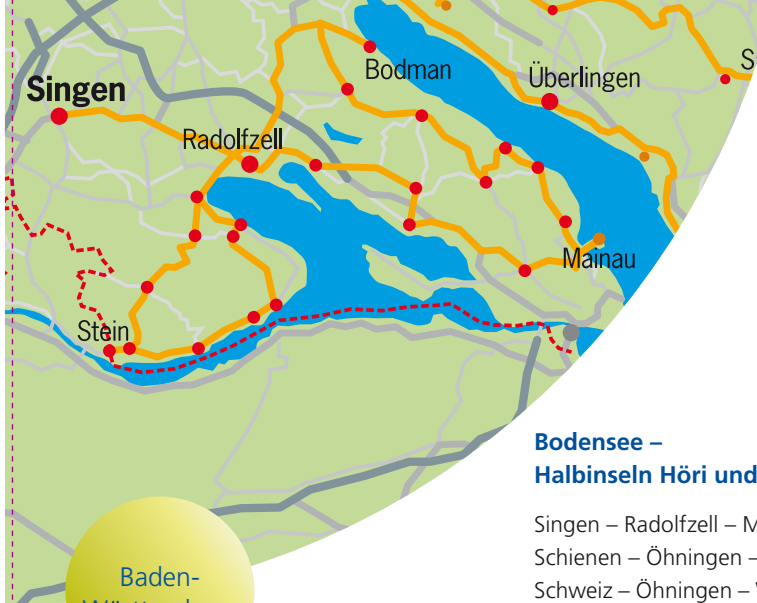 Bodman
Überlingen
S
Singen
Radolfzell
Mainau
Stein
Bodensee –
Halbinseln Höri und
Singen – Radolfzell – M
Schienen – Öhningen –
Schweiz – Öhningen –
Baden-